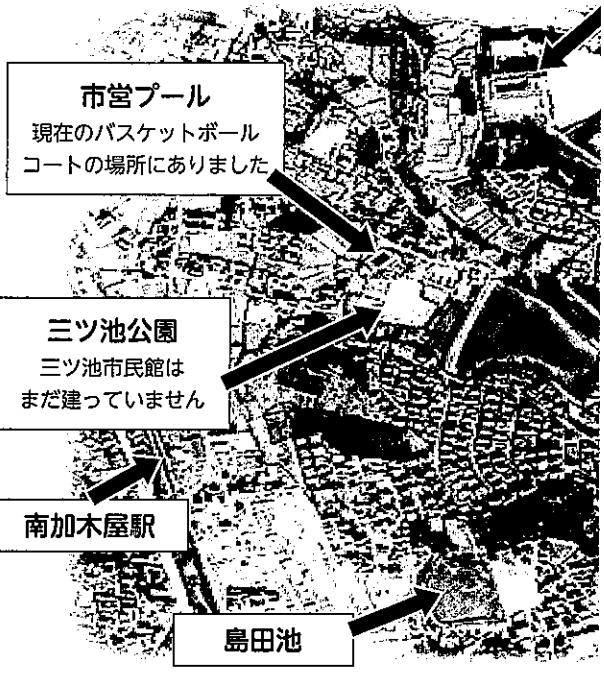 市営プール
現在のバスケットボール
コートの場所にありました
三ツ池公園
三ツ池市民館は
まだ建っていません
南加木屋駅
島田池